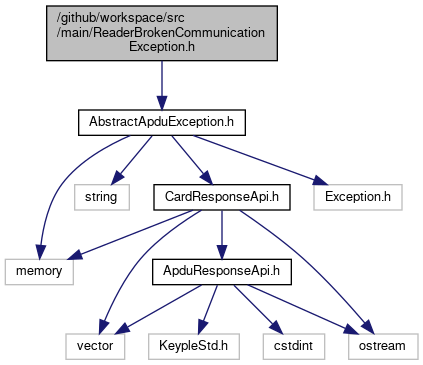 /github/workspace/src
/main/ReaderBrokenCommunication
Exception.h
AbstractApduException.h
string
CardResponseApi.h
Exception.h
memory
ApduResponseApi.h
vector
KeypleStd.h
cstdint
ostream